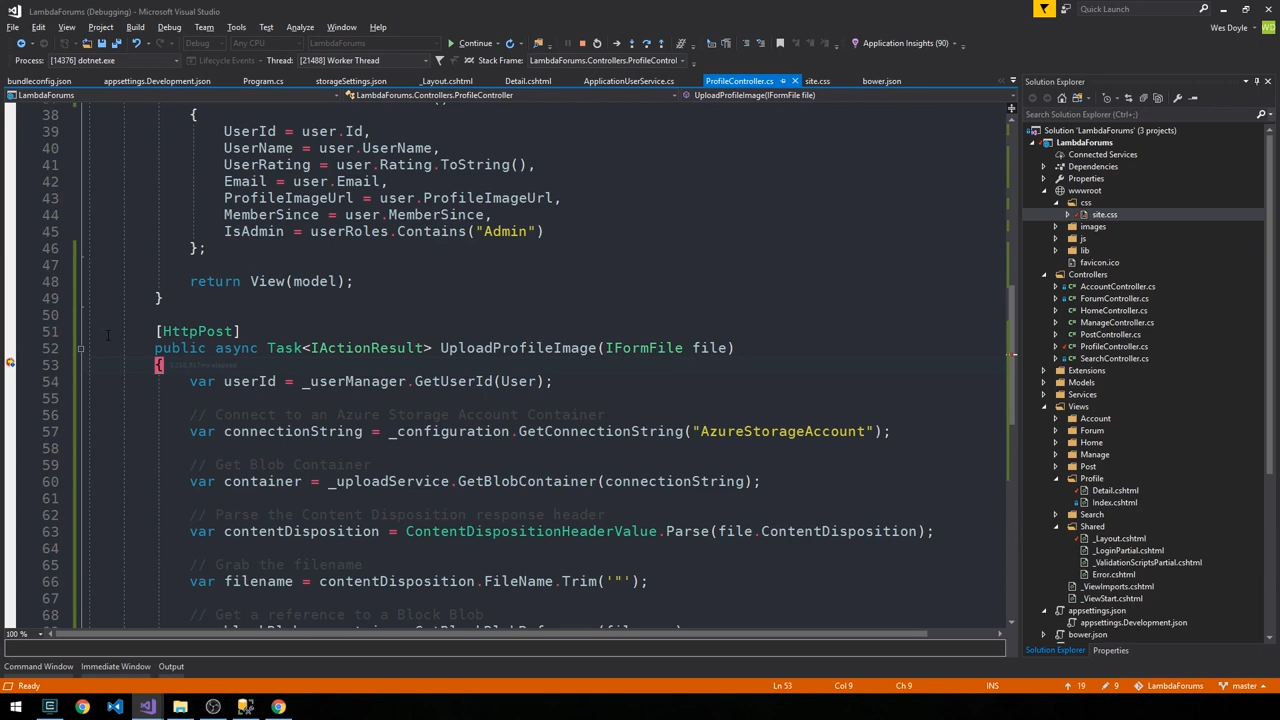 LambdaForums (Debugging) - Microsoft Visual Studio
Quick Launch (Ctrl+;)
File Edit View Project Build Debug Team Tools Test Analyze Window Help
Wes Doyle WD
Debug Any CPU LambdaForums Continue Application Insights (90)
Process: [14376] dotnet.exe Lifecycle Events Thread: [21488] Worker Thread Stack Frame: LambdaForums.Controllers.ProfileControl
bundleconfig.json appsettings.Development.json Program.cs storageSettings.json _Layout.cshtml Detail.cshtml ApplicationUserService.cs ProfileController.cs site.css bower.json
LambdaForums LambdaForums.Controllers.ProfileController UploadProfileImage(IFormFile file)
38 {
39 UserId = user.Id,
40 UserName = user.UserName,
41 UserRating = user.Rating.ToString(),
42 Email = user.Email,
43 ProfileImageUrl = user.ProfileImageUrl,
44 MemberSince = user.MemberSince,
45 IsAdmin = userRoles.Contains("Admin")
46 };
47
48 return View(model);
49 }
50
51 [HttpPost]
52 public async Task<IActionResult> UploadProfileImage(IFormFile file)
53 {
54 var userId = _userManager.GetUserId(User);
55
56 // Connect to an Azure Storage Account Container
57 var connectionString = _configuration.GetConnectionString("AzureStorageAccount");
58
59 // Get Blob Container
60 var container = _uploadService.GetBlobContainer(connectionString);
61
62 // Parse the Content Disposition response header
63 var contentDisposition = ContentDispositionHeaderValue.Parse(file.ContentDisposition);
64
65 // Grab the filename
66 var filename = contentDisposition.FileName.Trim('"');
67
68 // Get a reference to a Block Blob
100 %
Command Window Immediate Window Output
Solution Explorer
Search Solution Explorer (Ctrl+;)
Solution 'LambdaForums' (3 projects)
LambdaForums
Connected Services
Dependencies
Properties
wwwroot
css
site.css
images
js
lib
favicon.ico
Controllers
AccountController.cs
ForumController.cs
HomeController.cs
ManageController.cs
PostController.cs
ProfileController.cs
SearchController.cs
Extensions
Models
Services
Views
Account
Forum
Home
Manage
Post
Profile
Detail.cshtml
Index.cshtml
Search
Shared
_Layout.cshtml
_LoginPartial.cshtml
_ValidationScriptsPartial.cshtml
Error.cshtml
_ViewImports.cshtml
_ViewStart.cshtml
appsettings.json
appsettings.Development.json
bower.json
Solution Explorer Properties
Ready Ln 53 Col 9 Ch 9 INS 19 9 LambdaForums master